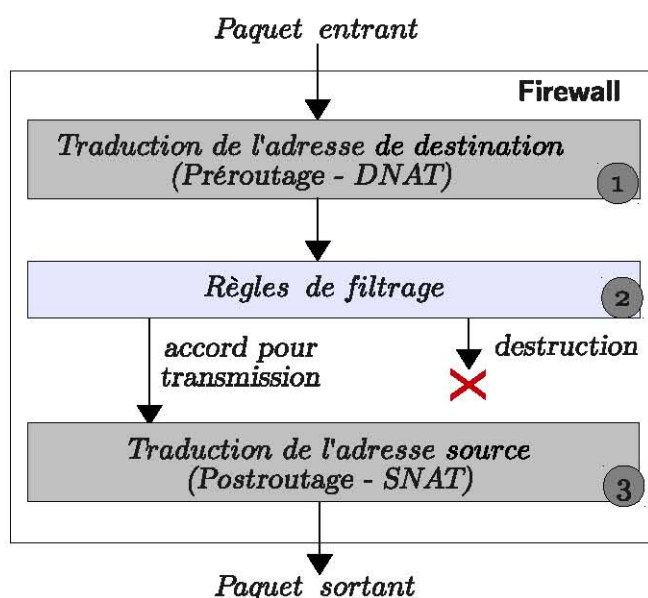 Paquet entrant
Firewall
Traduction de l'adresse de destination
(Préroutage - DNAT)
1
Règles de filtrage
2
accord pour
transmission
destruction
Traduction de l'adresse source
(Postroutage - SNAT)
3
Paquet sortant